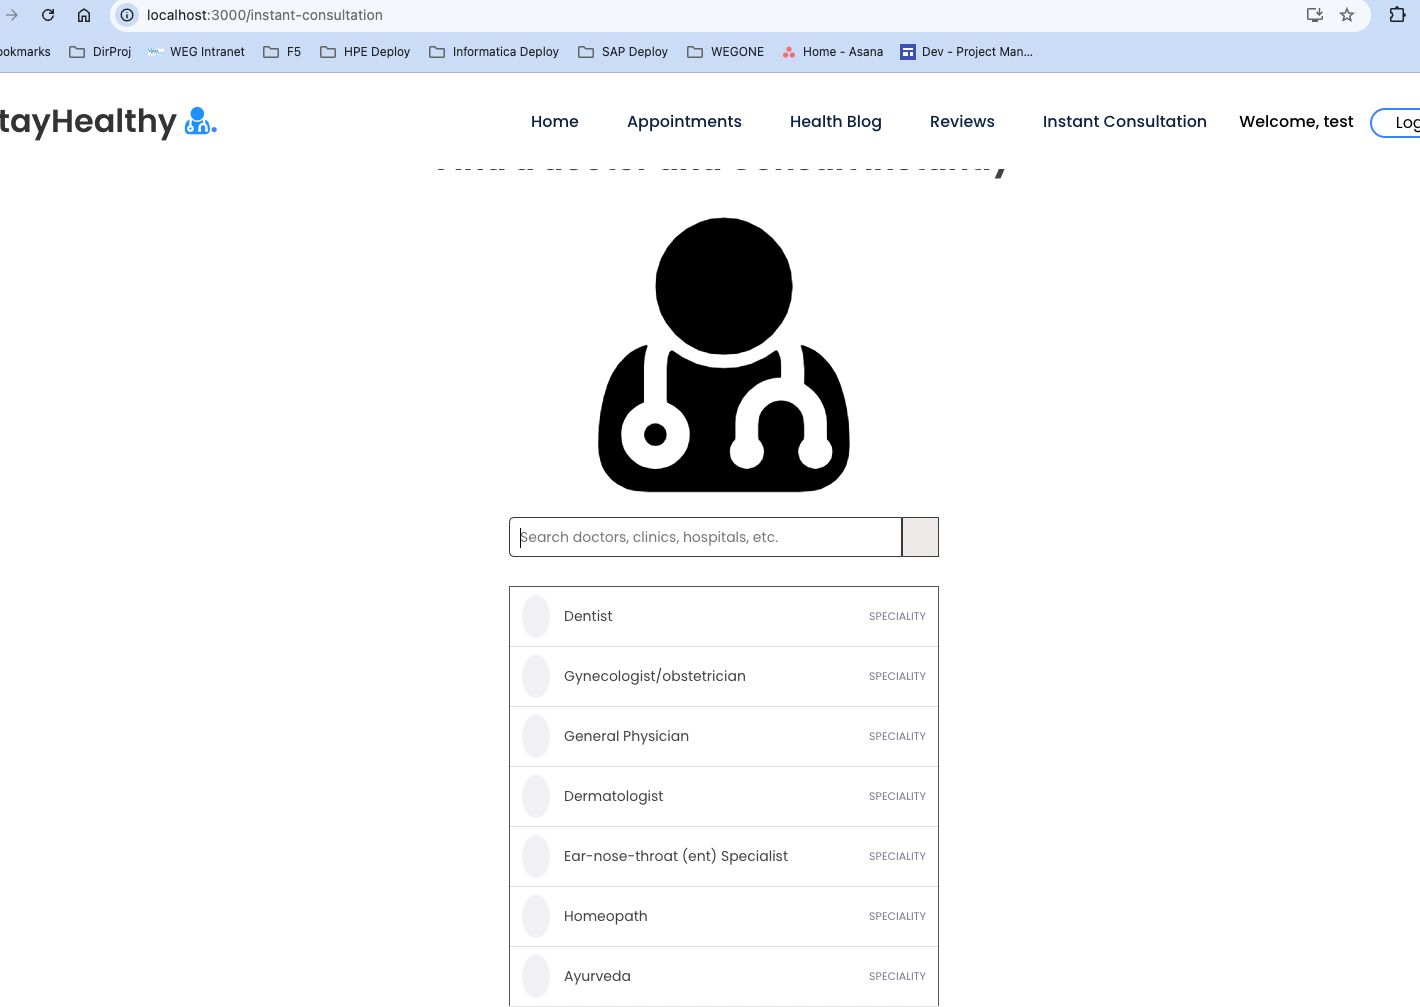 localhost:3000/instant-consultation
ookmarks DirProj WEG Intranet F5 HPE Deploy Informatica Deploy SAP Deploy WEGONE Home - Asana Dev - Project Man...
tayHealthy Home Appointments Health Blog Reviews Instant Consultation Welcome, test Log
Search doctors, clinics, hospitals, etc.
Dentist SPECIALITY
Gynecologist/obstetrician SPECIALITY
General Physician SPECIALITY
Dermatologist SPECIALITY
Ear-nose-throat (ent) Specialist SPECIALITY
Homeopath SPECIALITY
Ayurveda SPECIALITY